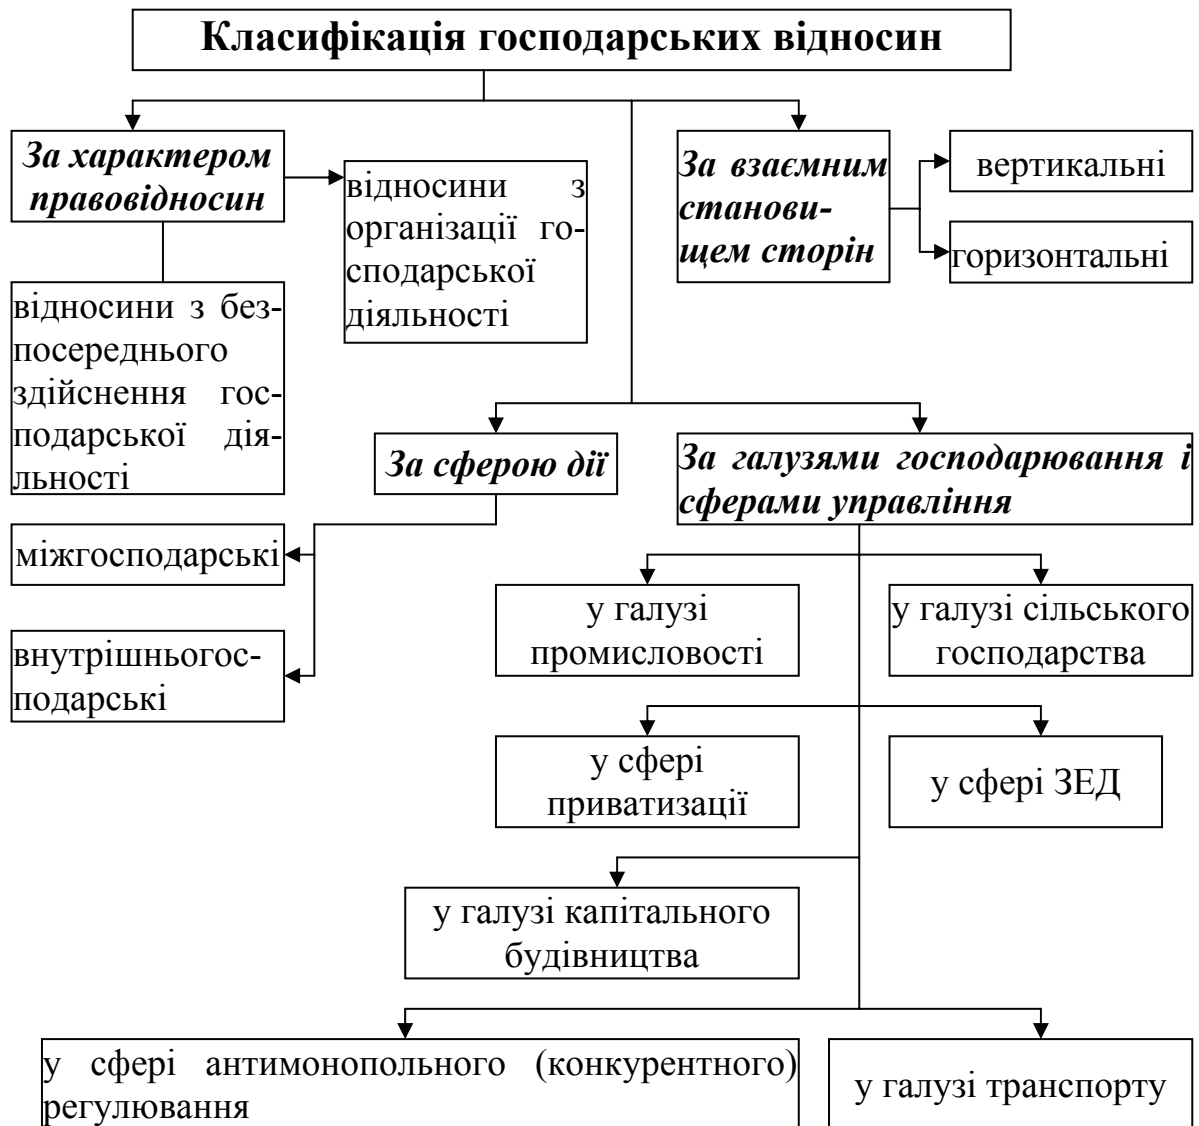 Класифікація господарських відносин
За характером
правовідносин
відносини з
організації го-
сподарської
діяльності
За взаємним
станови-
щем сторін
вертикальні
горизонтальні
відносини з без-
посереднього
здійснення гос-
подарської дія-
льності
За сферою дії
За галузями господарювання і
сферами управління
міжгосподарські
внутрішньогос-
подарські
у галузі
промисловості
у галузі сільського
господарства
у сфері
приватизації
у сфері ЗЕД
у галузі капітального
будівництва
у сфері антимонопольного (конкурентного)
регулювання
у галузі транспорту